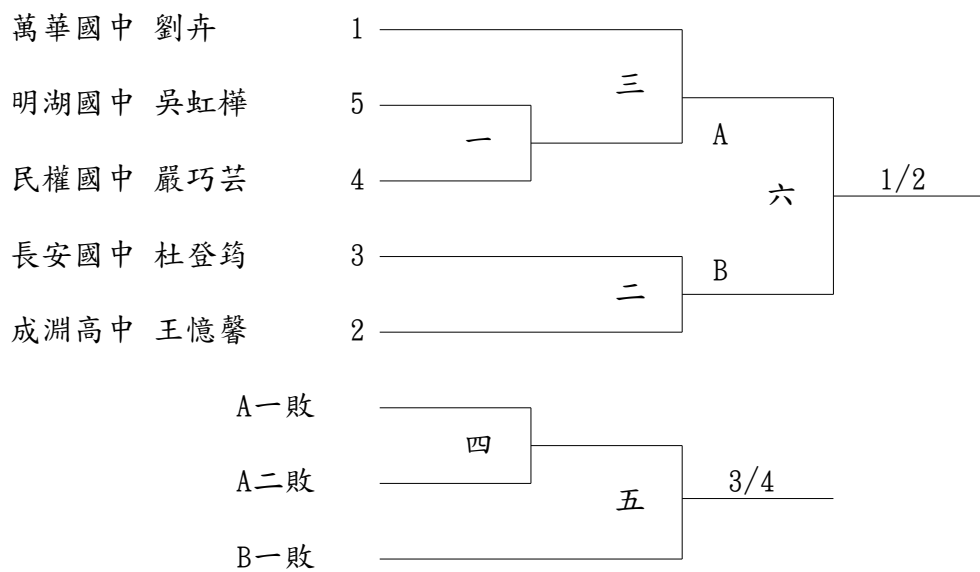 萬華國中 劉卉 1
三
明湖國中 吳虹樺 5
一
A
民權國中 嚴巧芸 4
六
1/2
長安國中 杜登筠 3
B
二
成淵高中 王憶馨 2
A一敗
四
A二敗
3/4
五
B一敗